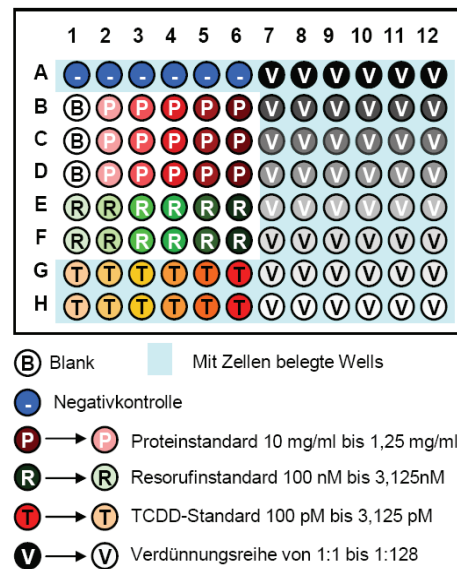 1 2 3 4 5 6 7 8 9 10 11 12
A - - - - - - V V V V V V
B B P P P P P V V V V V V
C B P P P P P V V V V V V
D B P P P P P V V V V V V
E R R R R R R V V V V V V
F R R R R R R V V V V V V
G T T T T T T V V V V V V
H T T T T T T V V V V V V
B Blank Mit Zellen belegte Wells
- Negativkontrolle
P → P Proteinstandard 10 mg/ml bis 1,25 mg/ml
R → R Resorufinstandard 100 nM bis 3,125nM
T → T TCDD-Standard 100 pM bis 3,125 pM
V → V Verdünnungsreihe von 1:1 bis 1:128